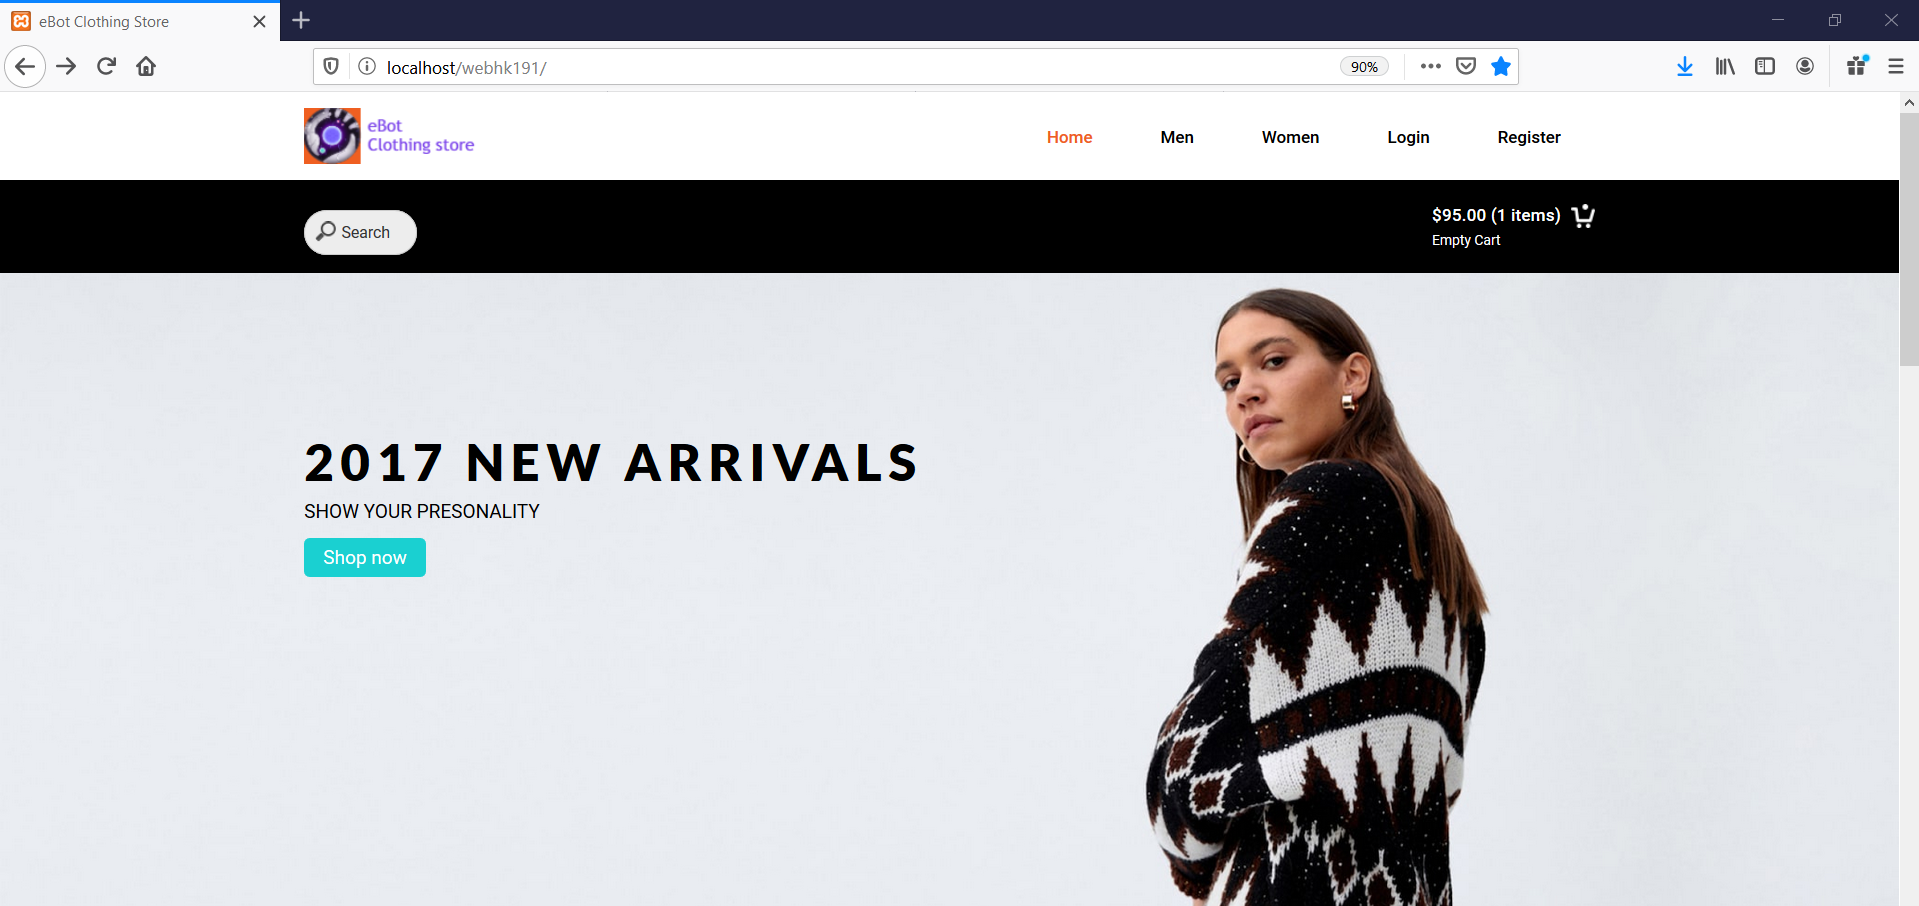 eBot Clothing Store
localhost/webhk191/
90%
eBot
Clothing store
Home Men Women Login Register
Search
$95.00 (1 items)
Empty Cart
2017 NEW ARRIVALS
SHOW YOUR PRESONALITY
Shop now